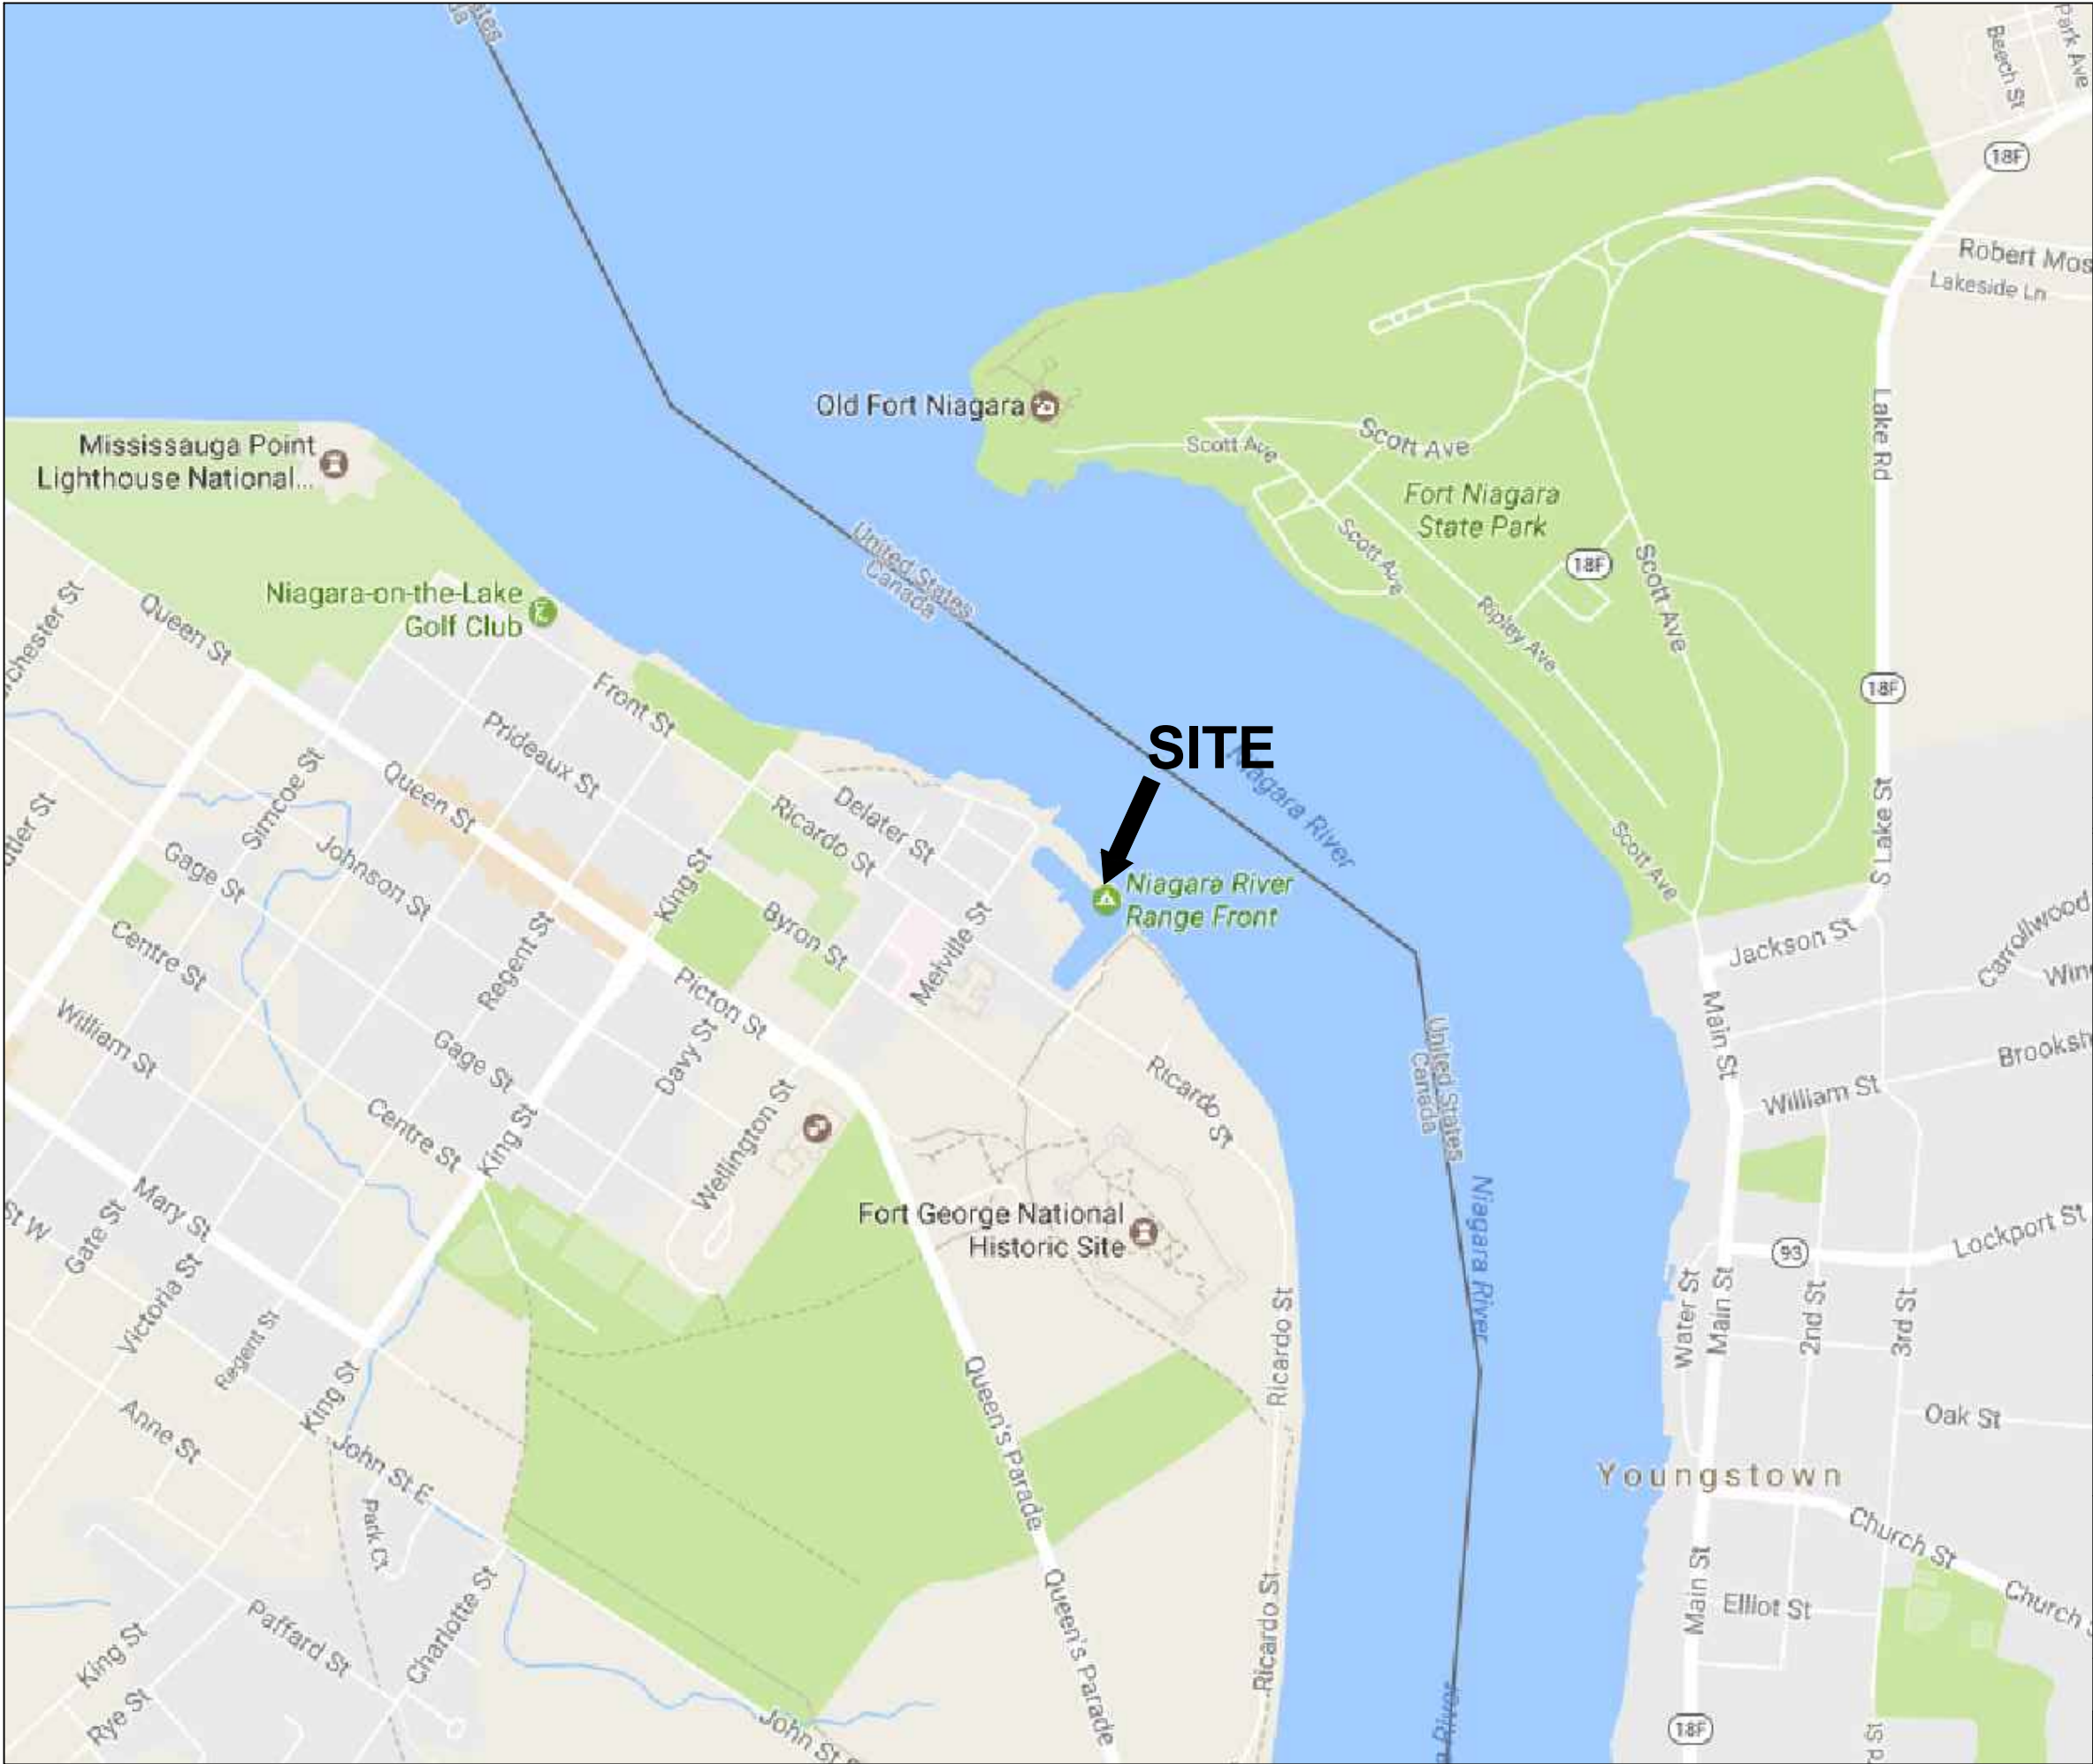 Beech St
Park Ave
18F
Robert Mos
Lakeside Ln
Old Fort Niagara
Mississauga Point
Lighthouse National...
Scott Ave
Scott Ave
Lake Rd
Fort Niagara
State Park
United States
Canada
Scott Ave
18F
Scott Ave
Ripley Ave
Niagara-on-the-Lake
Golf Club
Queen St
Front St
18F
SITE
Niagara River
Prideaux St
Simcoe St
Queen St
Delater St
Ricardo St
S Lake St
Scott Ave
Gage St
Johnson St
King St
Niagara River
Range Front
Byron St
Melville St
Centre St
Regent St
Jackson St
Carrollwood
Win
Picton St
William St
Main St
Gage St
Davy St
United States
Canada
Brooksh
Ricardo St
William St
Centre St
King St
Wellington St
Mary St
St W
Gate St
Fort George National
Historic Site
Niagara River
93
Lockport St
Victoria St
Regent St
Ricardo St
Water St
Main St
2nd St
3rd St
King St
Queen's Parade
Anne St
John St E
Oak St
Youngstown
Park Ct
Church St
Charlotte St
Queen's Parade
Ricardo St
Main St
Elliot St
Church
Paffard St
King St
Rye St
John St
River
18F